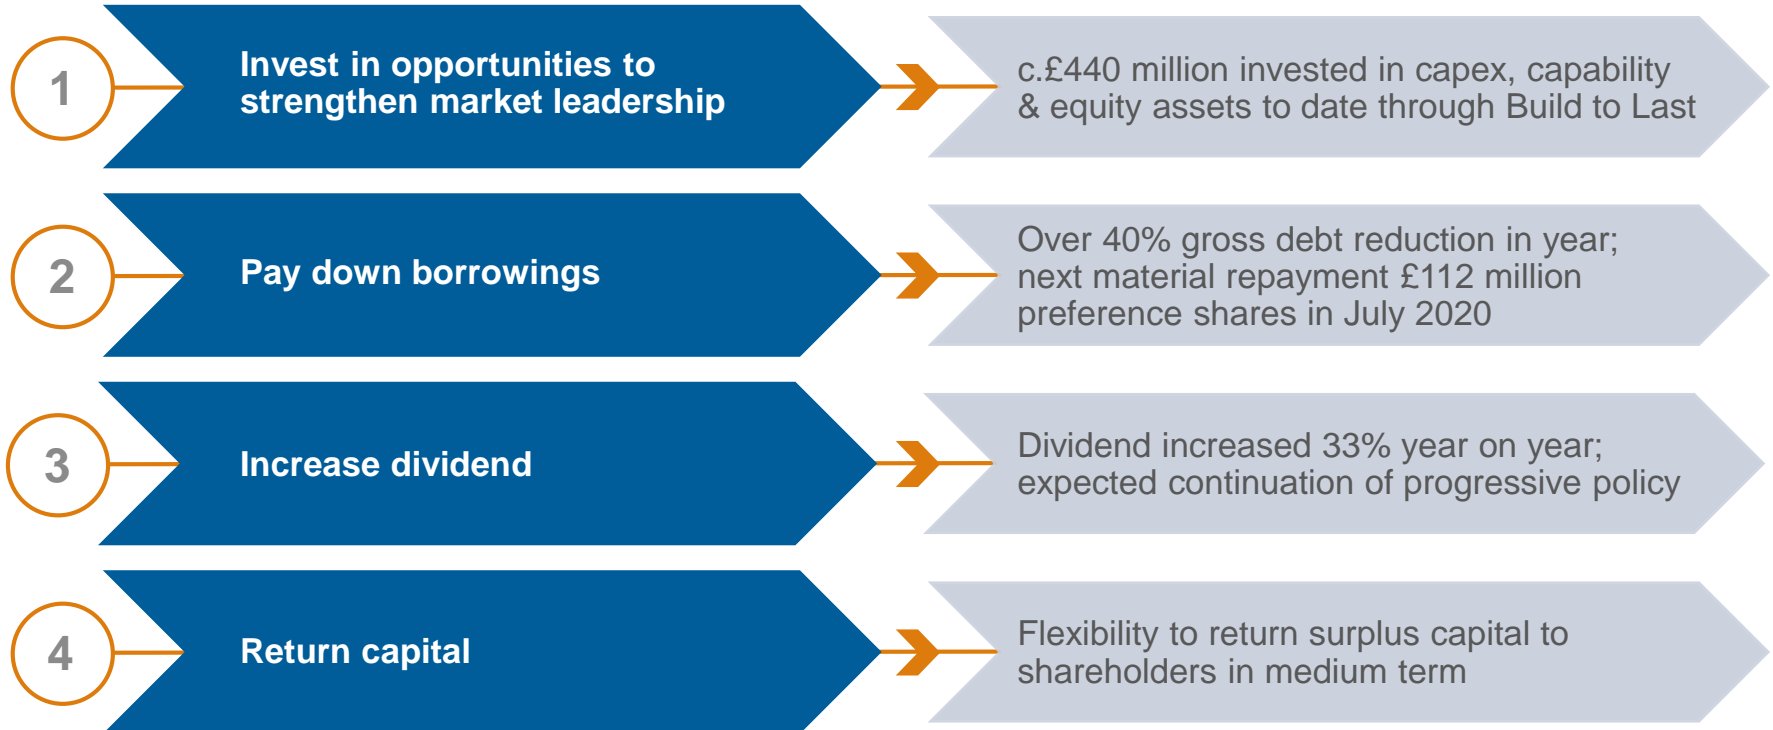 1
Invest in opportunities to
strengthen market leadership
c.£440 million invested in capex, capability
& equity assets to date through Build to Last
2
Pay down borrowings
Over 40% gross debt reduction in year;
next material repayment £112 million
preference shares in July 2020
3
Increase dividend
Dividend increased 33% year on year;
expected continuation of progressive policy
4
Return capital
Flexibility to return surplus capital to
shareholders in medium term